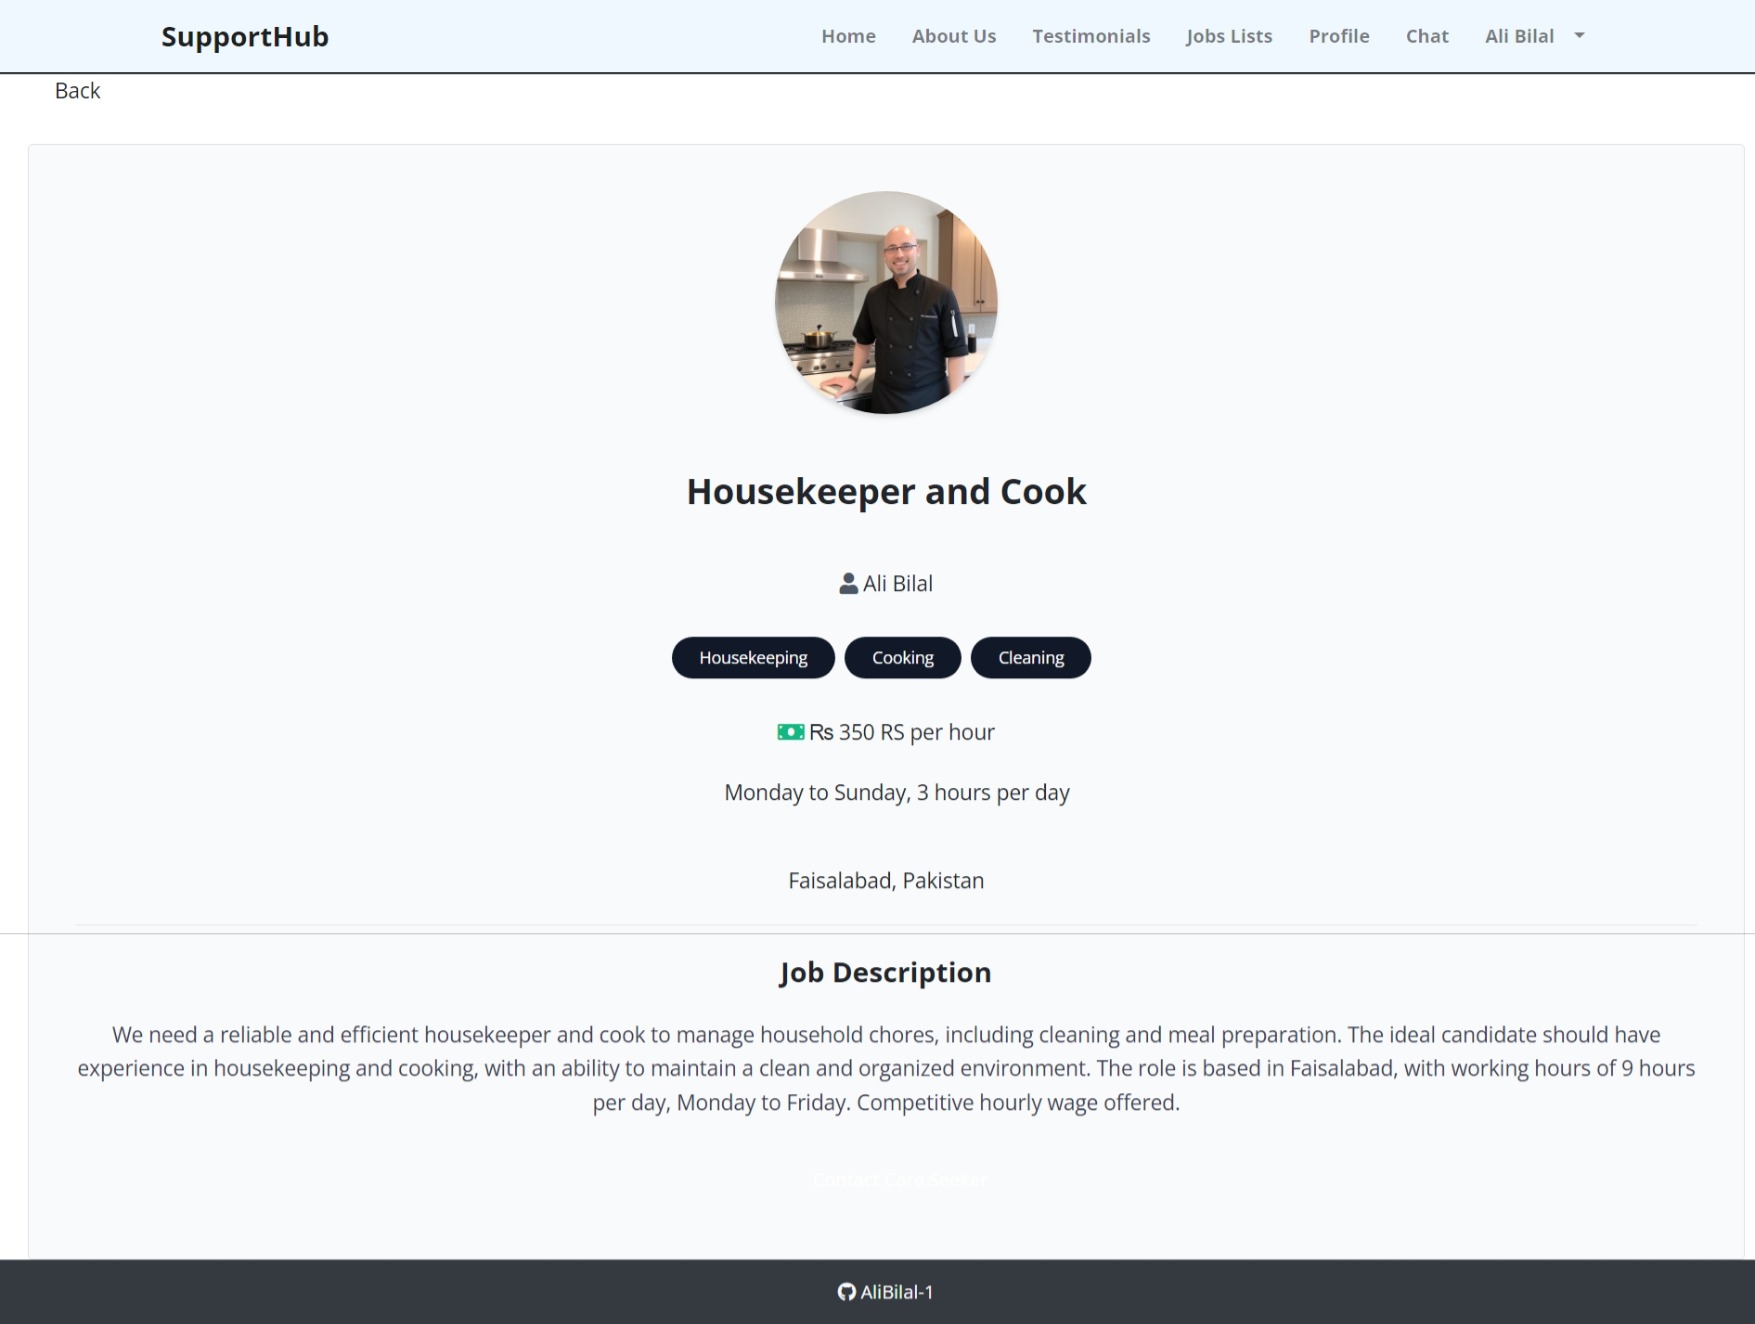 SupportHub
Home About Us Testimonials Jobs Lists Profile Chat Ali Bilal
Back
Housekeeper and Cook
Ali Bilal
Housekeeping Cooking Cleaning
₨ 350 RS per hour
Monday to Sunday, 3 hours per day
Faisalabad, Pakistan
Job Description
We need a reliable and efficient housekeeper and cook to manage household chores, including cleaning and meal preparation. The ideal candidate should have
experience in housekeeping and cooking, with an ability to maintain a clean and organized environment. The role is based in Faisalabad, with working hours of 9 hours
per day, Monday to Friday. Competitive hourly wage offered.
Contact Care Seeker
AliBilal-1